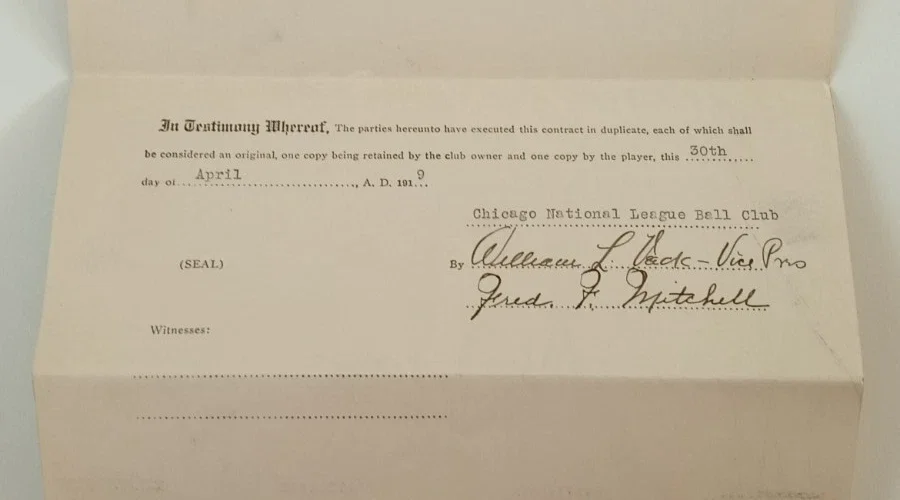 In Testimony Whereof, The parties hereunto have executed this contract in duplicate, each of which shall
be considered an original, one copy being retained by the club owner and one copy by the player, this 30th
day of April, A. D. 1919
Chicago National League Ball Club
(SEAL) By William L. Veeck - Vice Pres
Fred. F. Mitchell
Witnesses: